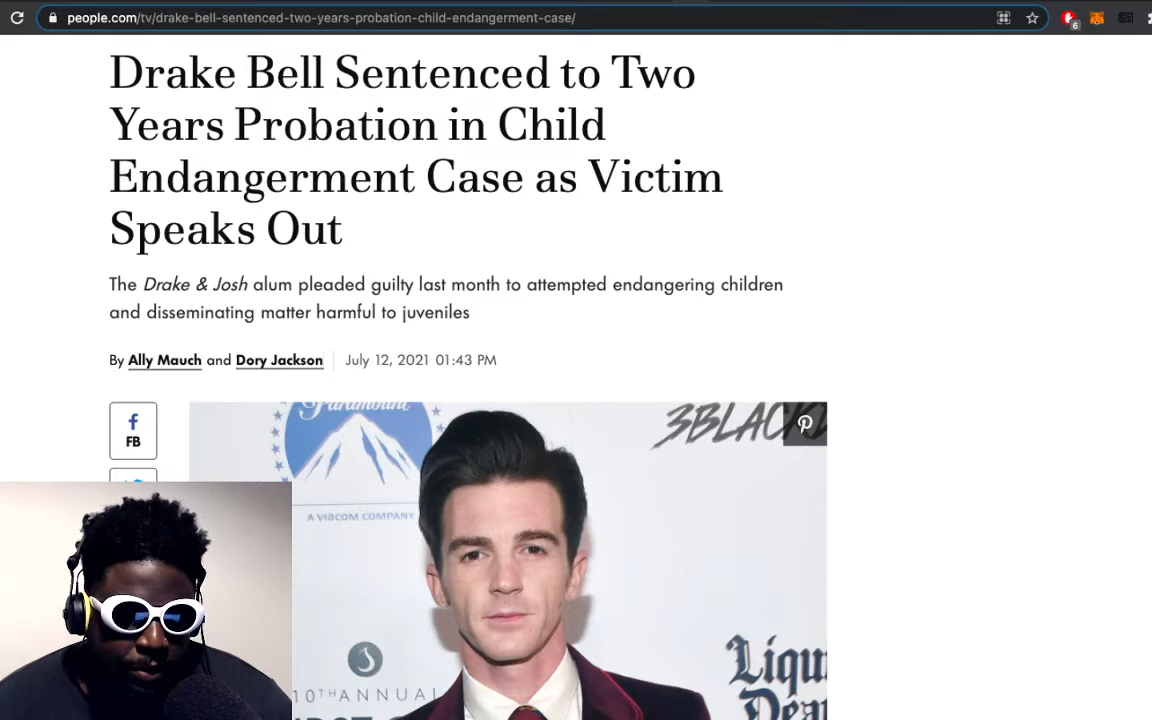 people.com/tv/drake-bell-sentenced-two-years-probation-child-endangerment-case/
6
Drake Bell Sentenced to Two
Years Probation in Child
Endangerment Case as Victim
Speaks Out
The Drake & Josh alum pleaded guilty last month to attempted endangering children
and disseminating matter harmful to juveniles
By Ally Mauch and Dory Jackson July 12, 2021 01:43 PM
FB
Paramount
A VIACOM COMPANY
10TH ANNUAL